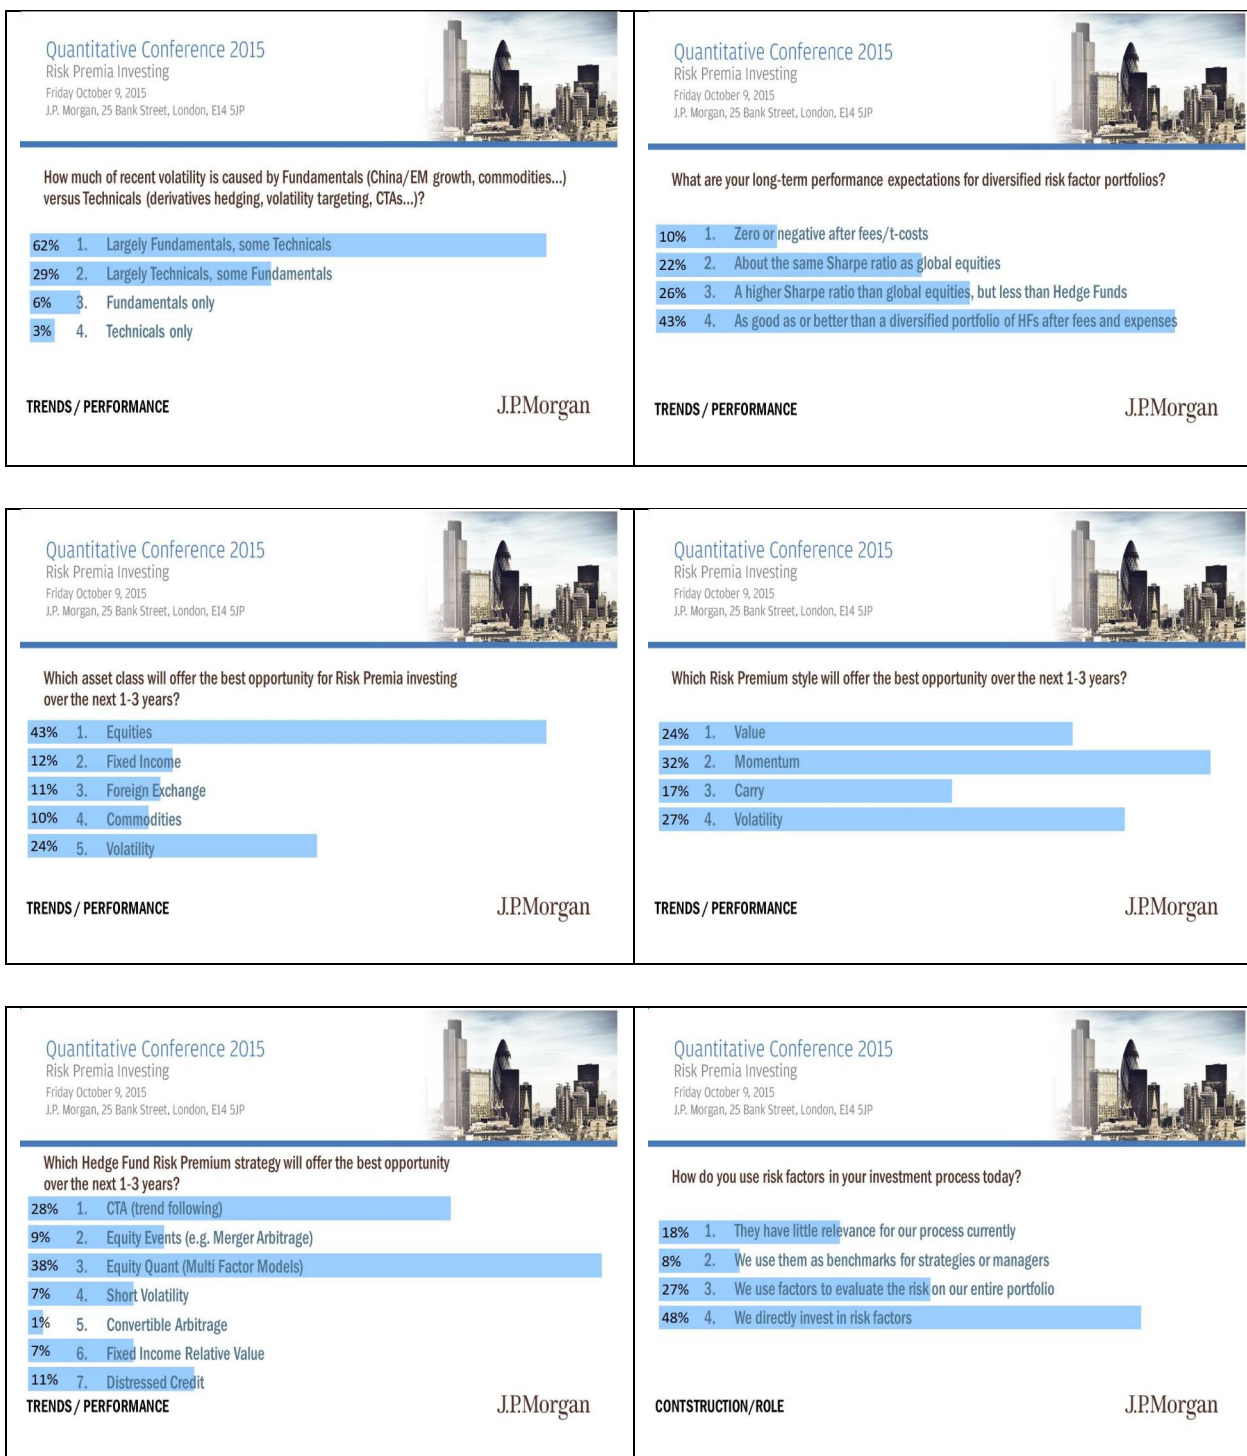 Quantitative Conference 2015
Risk Premia Investing
Friday October 9, 2015
J.P. Morgan, 25 Bank Street, London, E14 5JP
How much of recent volatility is caused by Fundamentals (China/EM growth, commodities...)
versus Technicals (derivatives hedging, volatility targeting, CTAs...)?
62% 1. Largely Fundamentals, some Technicals
29% 2. Largely Technicals, some Fundamentals
6% 3. Fundamentals only
3% 4. Technicals only
TRENDS / PERFORMANCE
J.P.Morgan
Quantitative Conference 2015
Risk Premia Investing
Friday October 9, 2015
J.P. Morgan, 25 Bank Street, London, E14 5JP
What are your long-term performance expectations for diversified risk factor portfolios?
10% 1. Zero or negative after fees/t-costs
22% 2. About the same Sharpe ratio as global equities
26% 3. A higher Sharpe ratio than global equities, but less than Hedge Funds
43% 4. As good as or better than a diversified portfolio of HFs after fees and expenses
TRENDS / PERFORMANCE
J.P.Morgan
Quantitative Conference 2015
Risk Premia Investing
Friday October 9, 2015
J.P. Morgan, 25 Bank Street, London, E14 5JP
Which asset class will offer the best opportunity for Risk Premia investing
over the next 1-3 years?
43% 1. Equities
12% 2. Fixed Income
11% 3. Foreign Exchange
10% 4. Commodities
24% 5. Volatility
TRENDS / PERFORMANCE
J.P.Morgan
Quantitative Conference 2015
Risk Premia Investing
Friday October 9, 2015
J.P. Morgan, 25 Bank Street, London, E14 5JP
Which Risk Premium style will offer the best opportunity over the next 1-3 years?
24% 1. Value
32% 2. Momentum
17% 3. Carry
27% 4. Volatility
TRENDS / PERFORMANCE
J.P.Morgan
Quantitative Conference 2015
Risk Premia Investing
Friday October 9, 2015
J.P. Morgan, 25 Bank Street, London, E14 5JP
Which Hedge Fund Risk Premium strategy will offer the best opportunity
over the next 1-3 years?
28% 1. CTA (trend following)
9% 2. Equity Events (e.g. Merger Arbitrage)
38% 3. Equity Quant (Multi Factor Models)
7% 4. Short Volatility
1% 5. Convertible Arbitrage
7% 6. Fixed Income Relative Value
11% 7. Distressed Credit
TRENDS / PERFORMANCE
J.P.Morgan
Quantitative Conference 2015
Risk Premia Investing
Friday October 9, 2015
J.P. Morgan, 25 Bank Street, London, E14 5JP
How do you use risk factors in your investment process today?
18% 1. They have little relevance for our process currently
8% 2. We use them as benchmarks for strategies or managers
27% 3. We use factors to evaluate the risk on our entire portfolio
48% 4. We directly invest in risk factors
CONTSTRUCTION/ROLE
J.P.Morgan